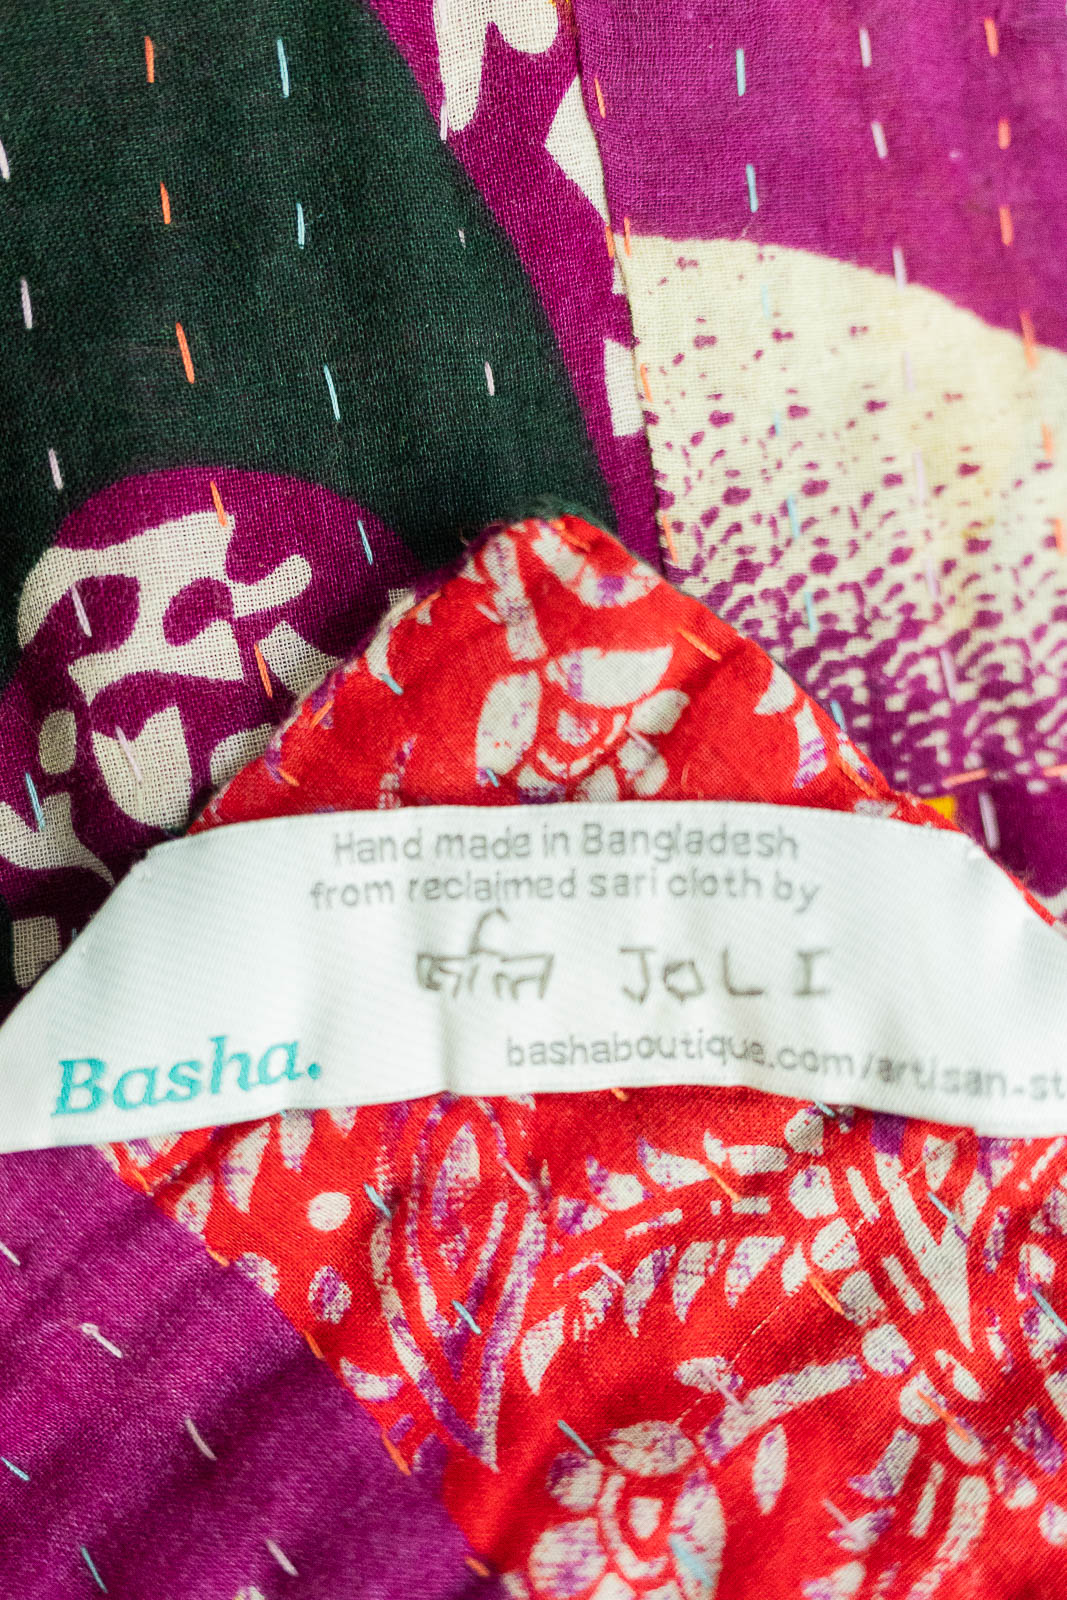 Hand made in Bangladesh
from reclaimed sari cloth by
জলি JOLI
Basha.
bashaboutique.com/artisan-st